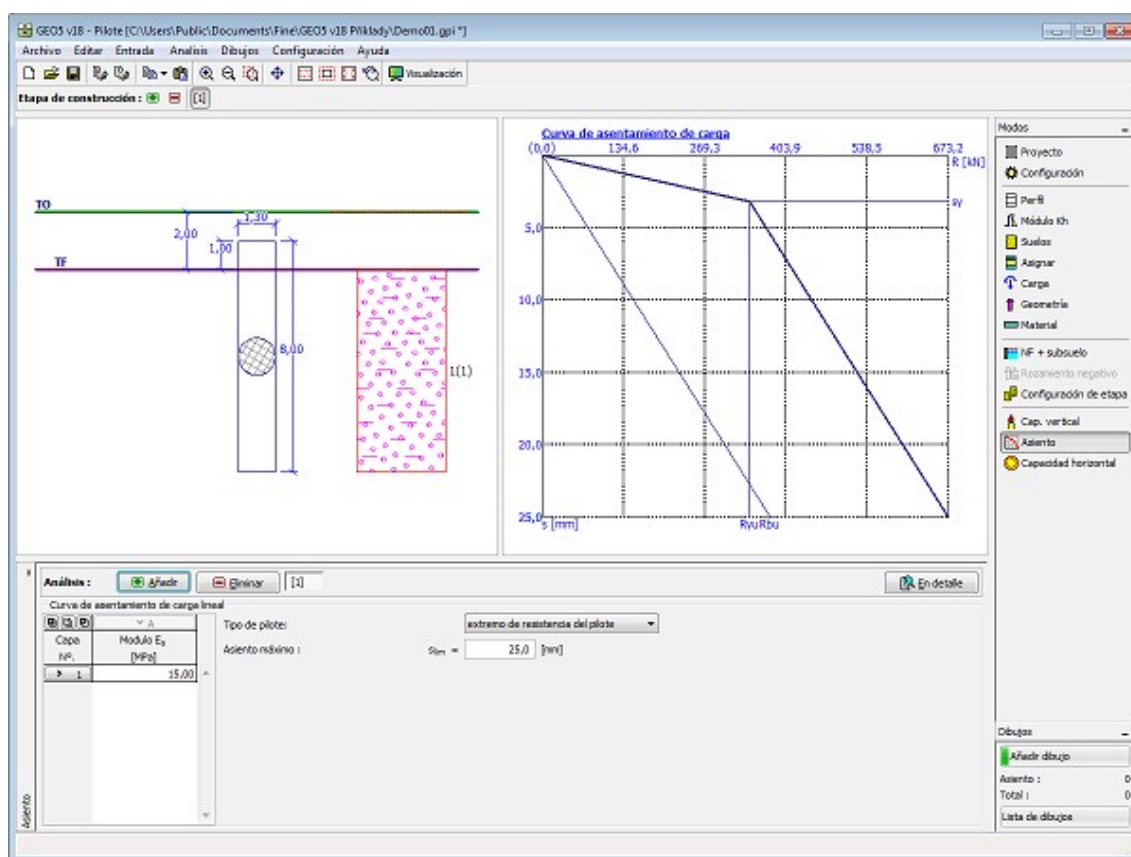 GEO5 v18 - Pilote [C:\Users\Public\Documents\Fine\GEO5 v18 Příklady\Demo01.gpi *]
Archivo Editar Entrada Analisis Dibujos Configuración Ayuda
Visualización
Etapa de construcción : [1]
Curva de asentamiento de carga
(0,0) 134,6 269,3 403,9 538,5 673,2
R [kN]
sy
5,0
10,0
15,0
20,0
25,0
s [mm]
Ryu Rbu
TO
1,30
2,00
1,00
TF
8,00
1(1)
Modos
Proyecto
Configuración
Perfil
Módulo Kh
Suelos
Asignar
Carga
Geometría
Material
NF + subsuelo
Rozamiento negativo
Configuración de etapa
Cap. vertical
Asiento
Capacidad horizontal
Análisis : Añadir Eliminar [1] En detalle
Curva de asentamiento de carga lineal
A
Capa Nº.
Modulo Es [MPa]
> 1 15.00
Tipo de pilote: extremo de resistencia del pilote
Asiento máximo : slim = 25,0 [mm]
Asiento
Dibujos
Añadir dibujo
Asiento : 0
Total : 0
Lista de dibujos